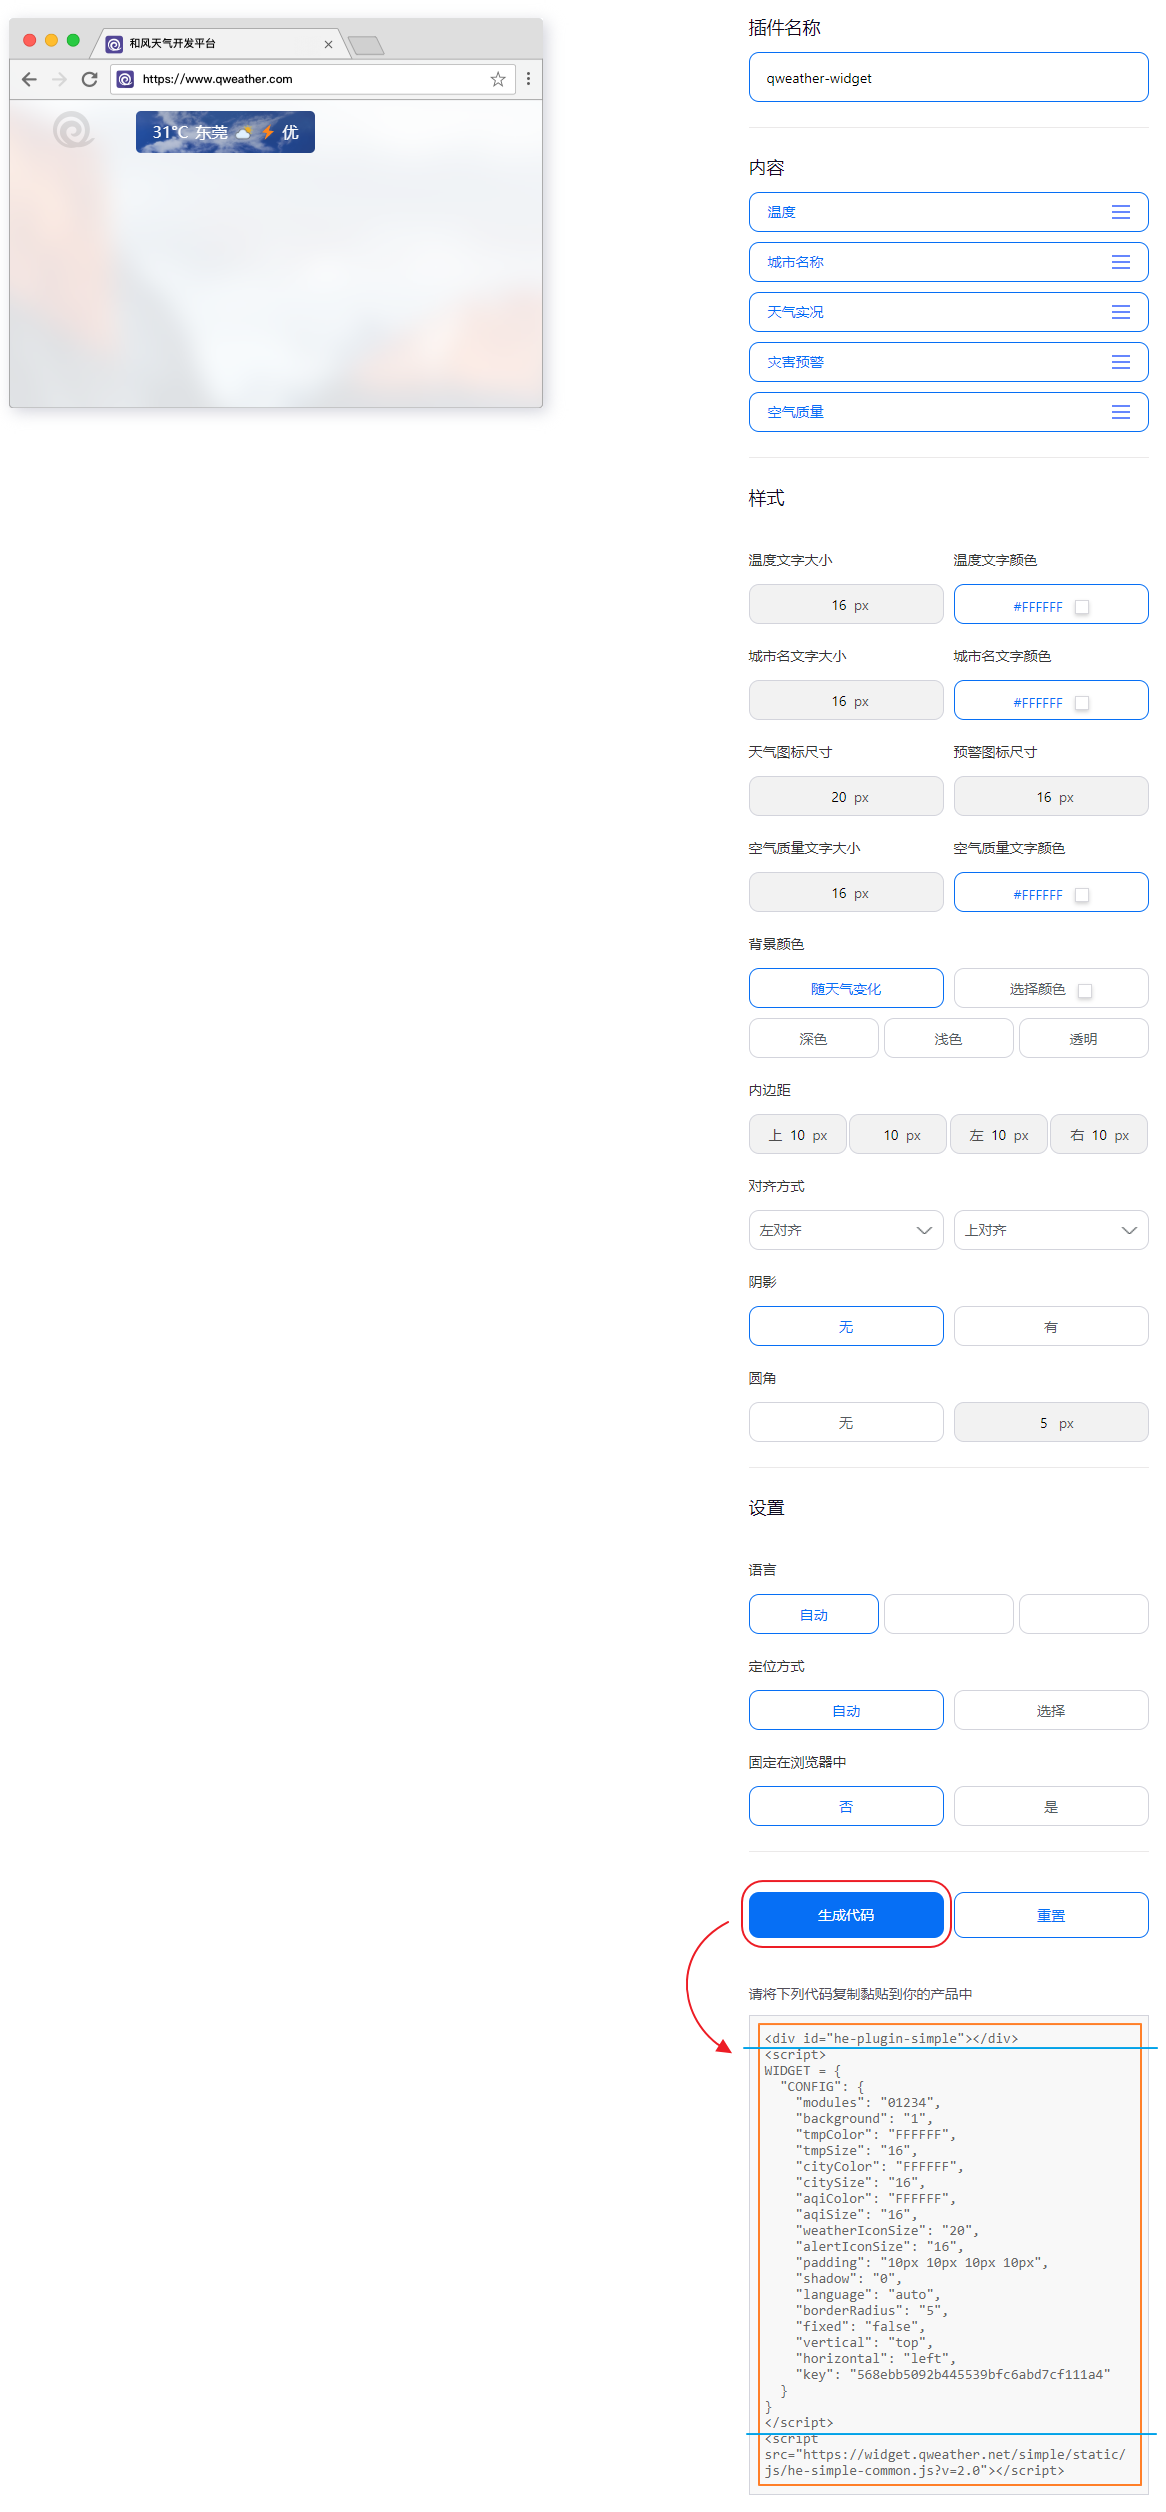 和风天气开发平台
https://www.qweather.com
31°C 东莞 优
插件名称
qweather-widget
内容
温度
城市名称
天气实况
灾害预警
空气质量
样式
温度文字大小 温度文字颜色
16 px #FFFFFF
城市名文字大小 城市名文字颜色
16 px #FFFFFF
天气图标尺寸 预警图标尺寸
20 px 16 px
空气质量文字大小 空气质量文字颜色
16 px #FFFFFF
背景颜色
随天气变化 选择颜色
深色 浅色 透明
内边距
上 10 px 10 px 左 10 px 右 10 px
对齐方式
左对齐 上对齐
阴影
无 有
圆角
无 5 px
设置
语言
自动
定位方式
自动 选择
固定在浏览器中
否 是
生成代码 重置
请将下列代码复制黏贴到你的产品中
<div id="he-plugin-simple"></div>
<script>
WIDGET = {
  "CONFIG": {
    "modules": "01234",
    "background": "1",
    "tmpColor": "FFFFFF",
    "tmpSize": "16",
    "cityColor": "FFFFFF",
    "citySize": "16",
    "aqiColor": "FFFFFF",
    "aqiSize": "16",
    "weatherIconSize": "20",
    "alertIconSize": "16",
    "padding": "10px 10px 10px 10px",
    "shadow": "0",
    "language": "auto",
    "borderRadius": "5",
    "fixed": "false",
    "vertical": "top",
    "horizontal": "left",
    "key": "568ebb5092b445539bfc6abd7cf111a4"
  }
}
</script>
<script
src="https://widget.qweather.net/simple/static/
js/he-simple-common.js?v=2.0"></script>